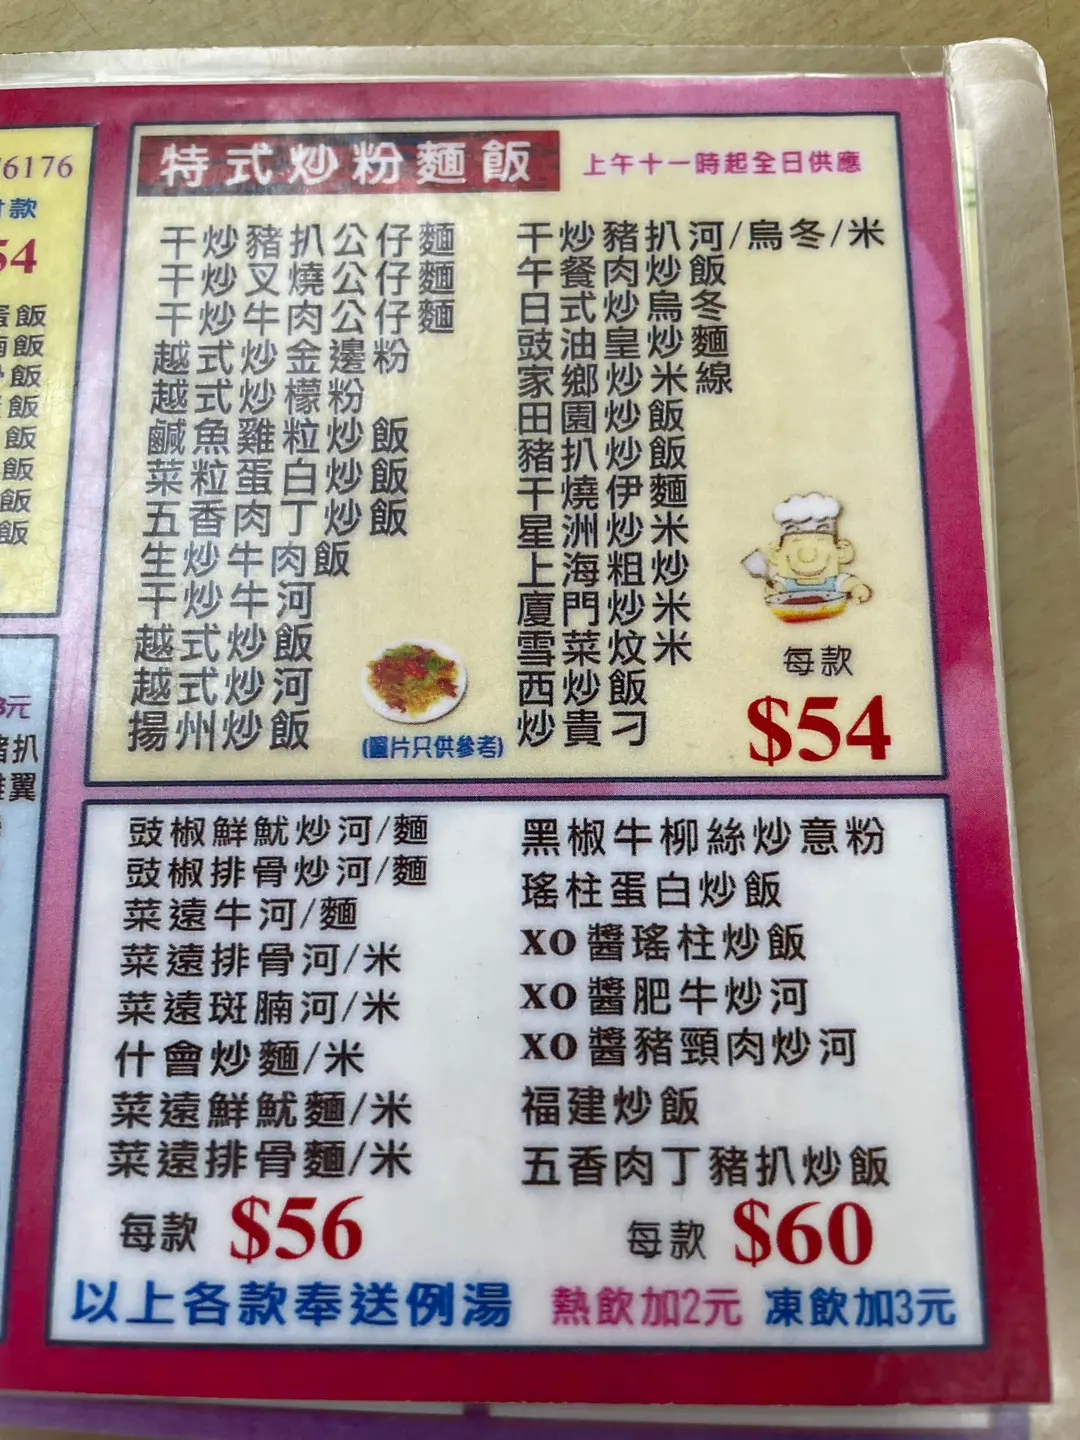 6176
款
54
飯
飯
飯
飯
飯
飯
飯
飯
元
扒
翼
特式炒粉麵飯
上午十一時起全日供應
干炒豬扒公仔麵
干炒叉燒公仔麵
干炒牛肉公仔麵
越式炒金邊粉
越式炒檬粉
鹹魚雞粒炒飯
菜粒蛋白炒飯
五香肉丁炒飯
生炒牛肉飯
干炒牛河
越式炒飯
越式炒河
揚州炒飯
(圖片只供參考)
干炒豬扒河/烏冬/米
午餐肉炒飯
日式炒烏冬
豉油皇炒麵
家鄉炒米線
田園炒飯
豬扒炒飯
干燒伊麵
星洲炒米
上海粗炒
廈門炒米
雪菜炆米
西炒飯
炒貴刁
每款
$54
豉椒鮮魷炒河/麵
豉椒排骨炒河/麵
菜遠牛河/麵
菜遠排骨河/米
菜遠斑腩河/米
什會炒麵/米
菜遠鮮魷麵/米
菜遠排骨麵/米
每款 $56
黑椒牛柳絲炒意粉
瑤柱蛋白炒飯
XO醬瑤柱炒飯
XO醬肥牛炒河
XO醬豬頸肉炒河
福建炒飯
五香肉丁豬扒炒飯
每款 $60
以上各款奉送例湯 熱飲加2元 凍飲加3元